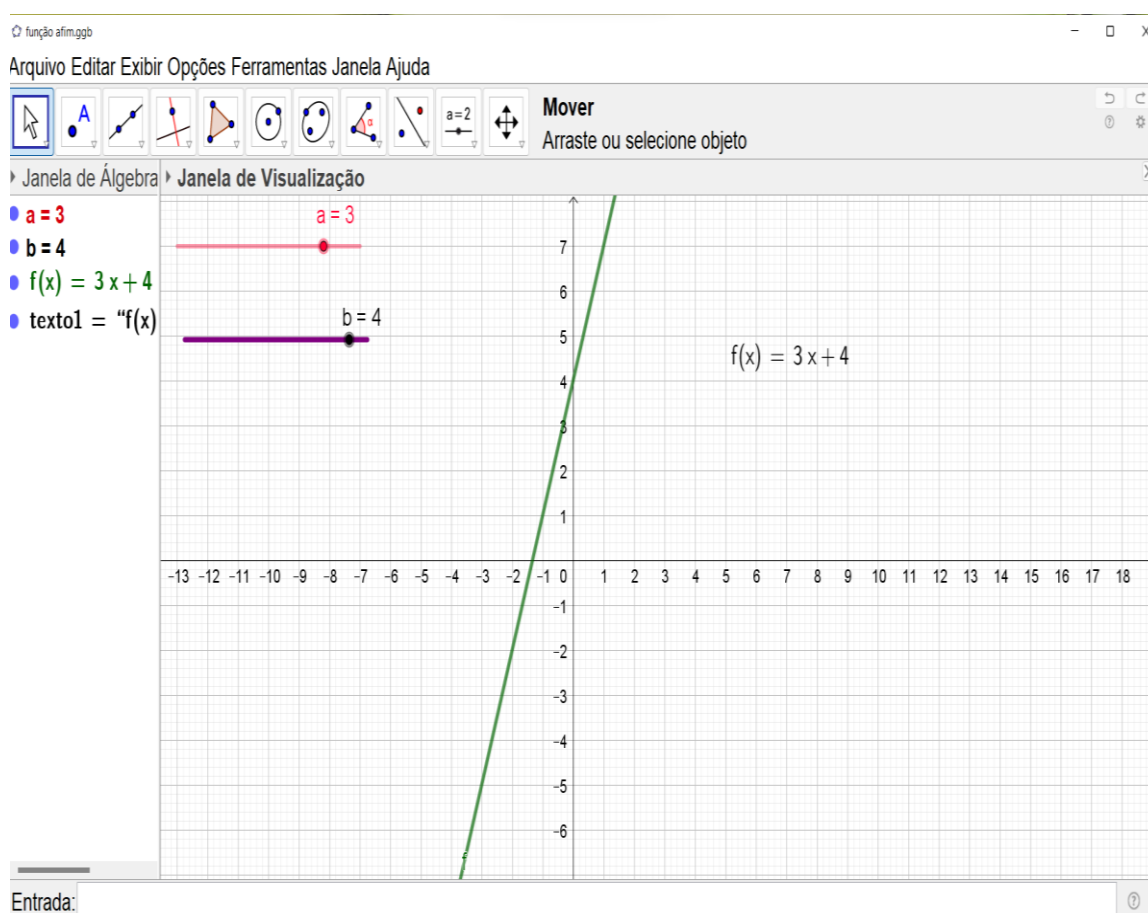 função afim.ggb
Arquivo Editar Exibir Opções Ferramentas Janela Ajuda
A
α
a=2
Mover
Arraste ou selecione objeto
Janela de Álgebra
Janela de Visualização
a = 3
b = 4
f(x) = 3 x + 4
texto1 = “f(x)
a = 3
b = 4
f(x) = 3 x + 4
7
6
5
4
3
2
1
−13 −12 −11 −10 −9 −8 −7 −6 −5 −4 −3 −2 −1 0 1 2 3 4 5 6 7 8 9 10 11 12 13 14 15 16 17 18
−1
−2
−3
−4
−5
−6
f
Entrada: